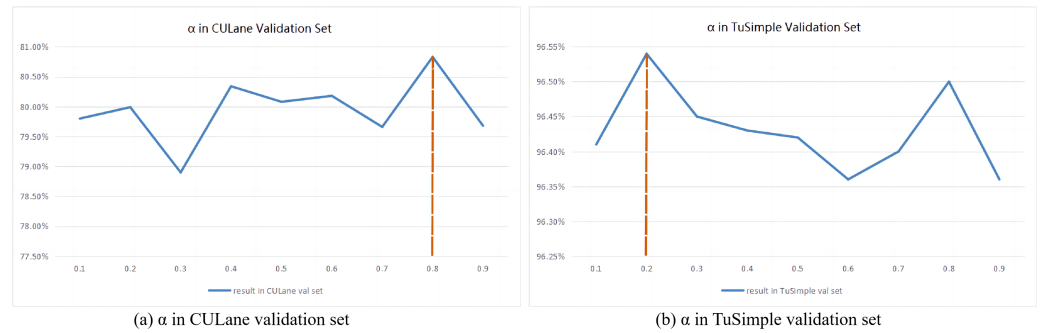 α in CULane Validation Set
81.00%
80.50%
80.00%
79.50%
79.00%
78.50%
78.00%
77.50%
0.1 0.2 0.3 0.4 0.5 0.6 0.7 0.8 0.9
result in CULane val set
(a) α in CULane validation set
α in TuSimple Validation Set
96.55%
96.50%
96.45%
96.40%
96.35%
96.30%
96.25%
0.1 0.2 0.3 0.4 0.5 0.6 0.7 0.8 0.9
result in TuSimple val set
(b) α in TuSimple validation set